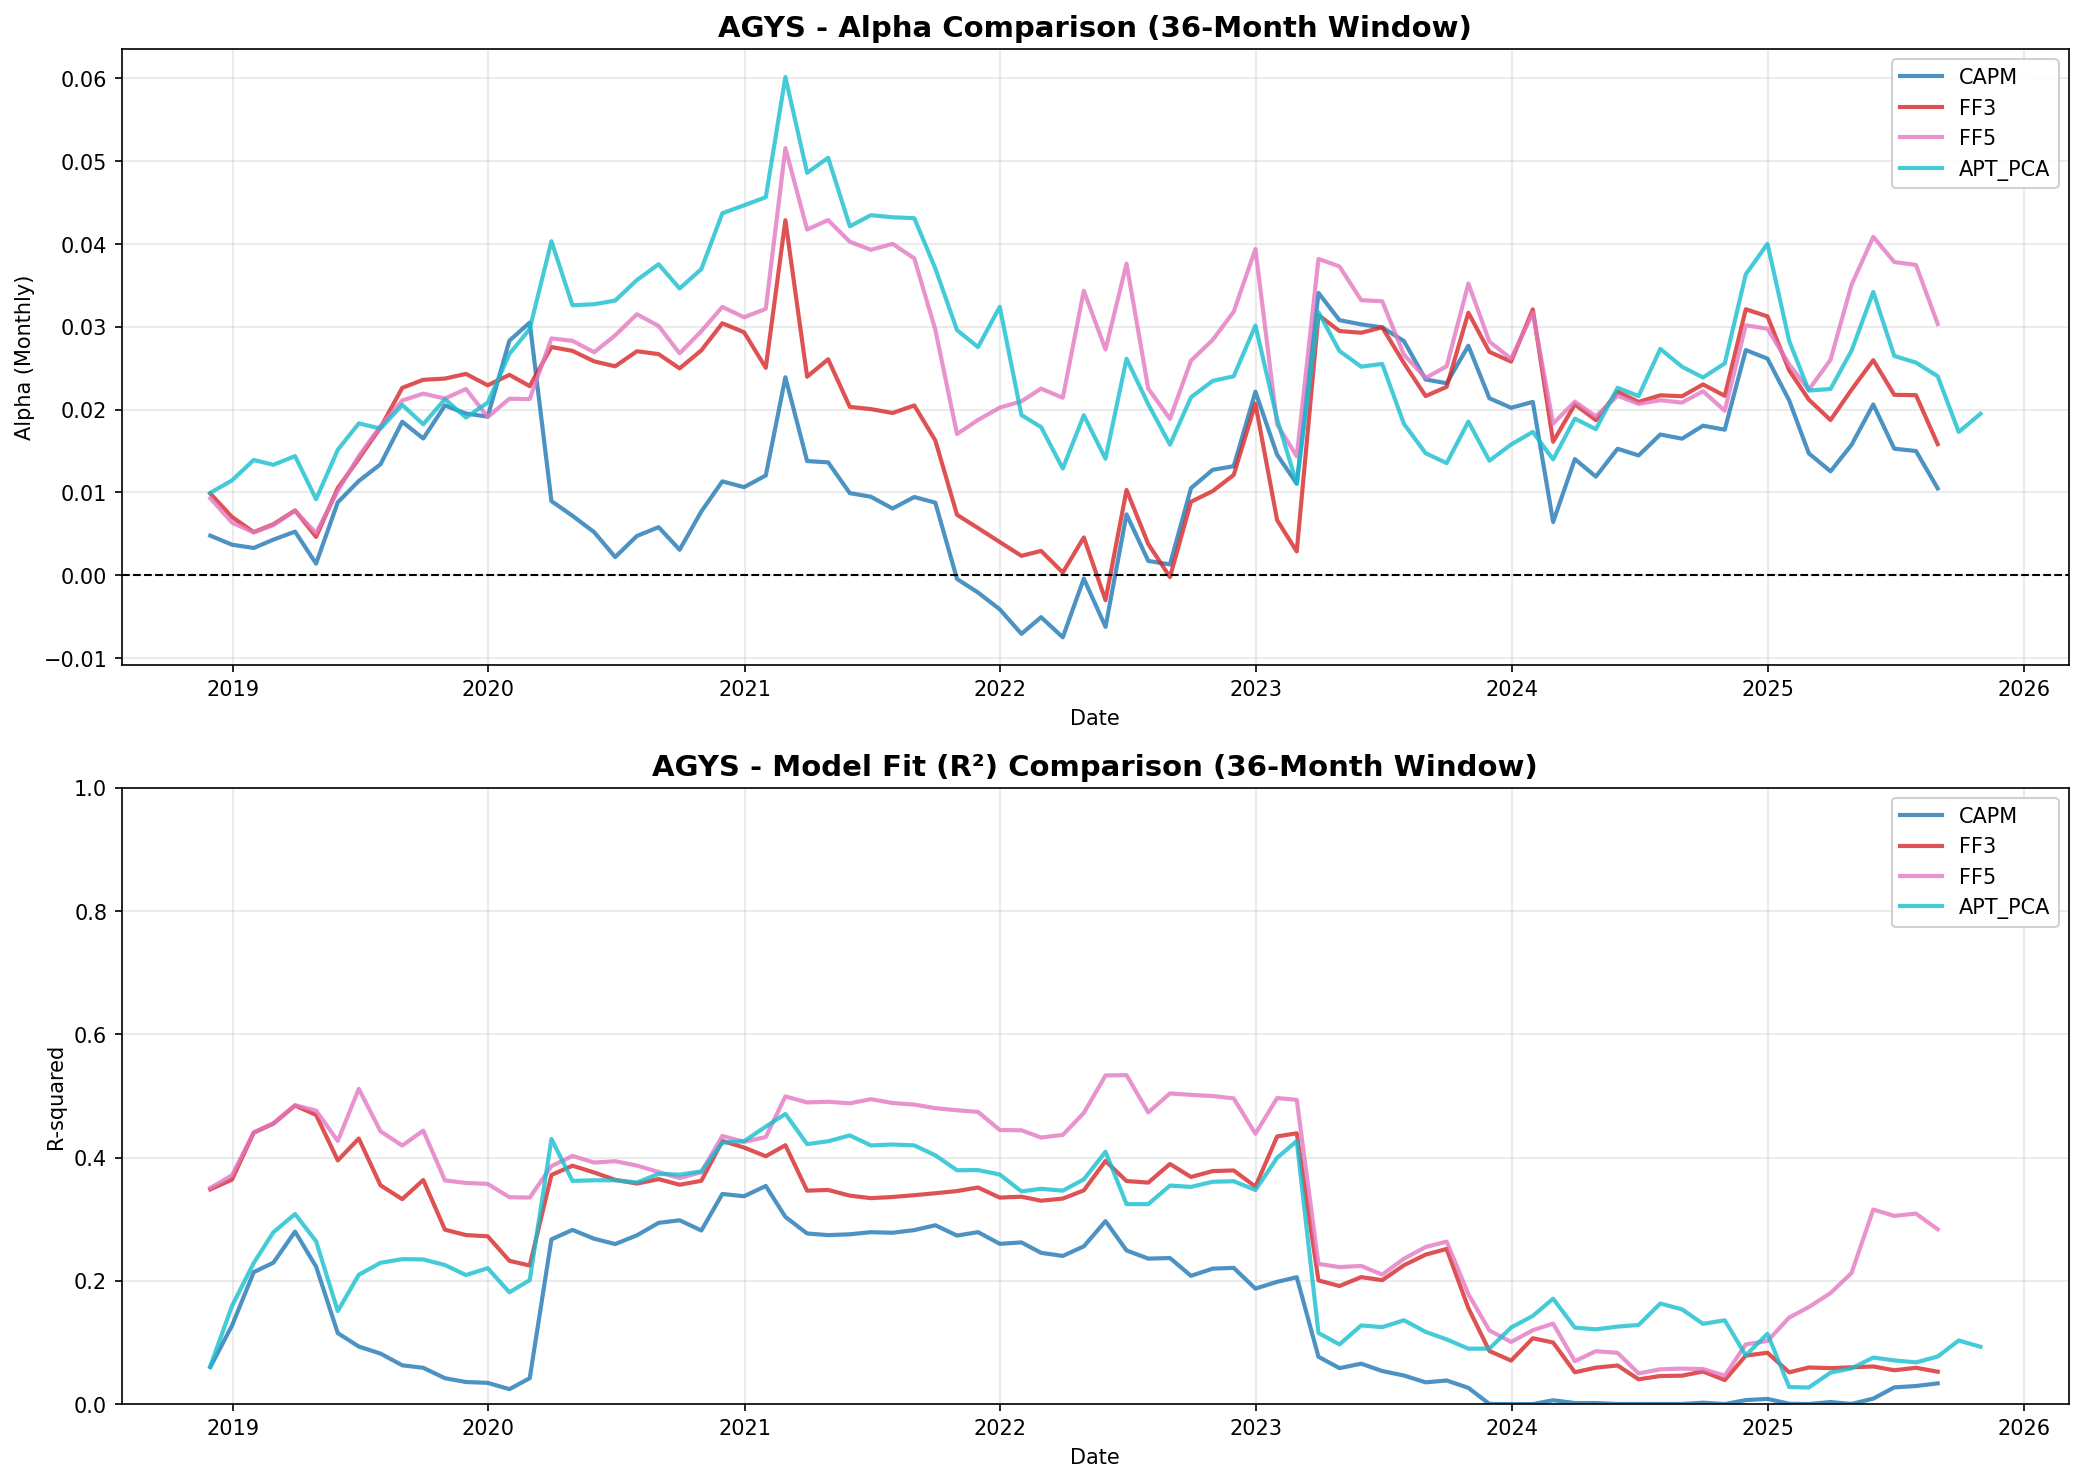 AGYS - Alpha Comparison (36-Month Window)
0.06
0.05
0.04
0.03
0.02
0.01
0.00
−0.01
Alpha (Monthly)
CAPM
FF3
FF5
APT_PCA
2019 2020 2021 2022 2023 2024 2025 2026
Date
AGYS - Model Fit (R²) Comparison (36-Month Window)
1.0
0.8
0.6
0.4
0.2
0.0
R-squared
CAPM
FF3
FF5
APT_PCA
2019 2020 2021 2022 2023 2024 2025 2026
Date